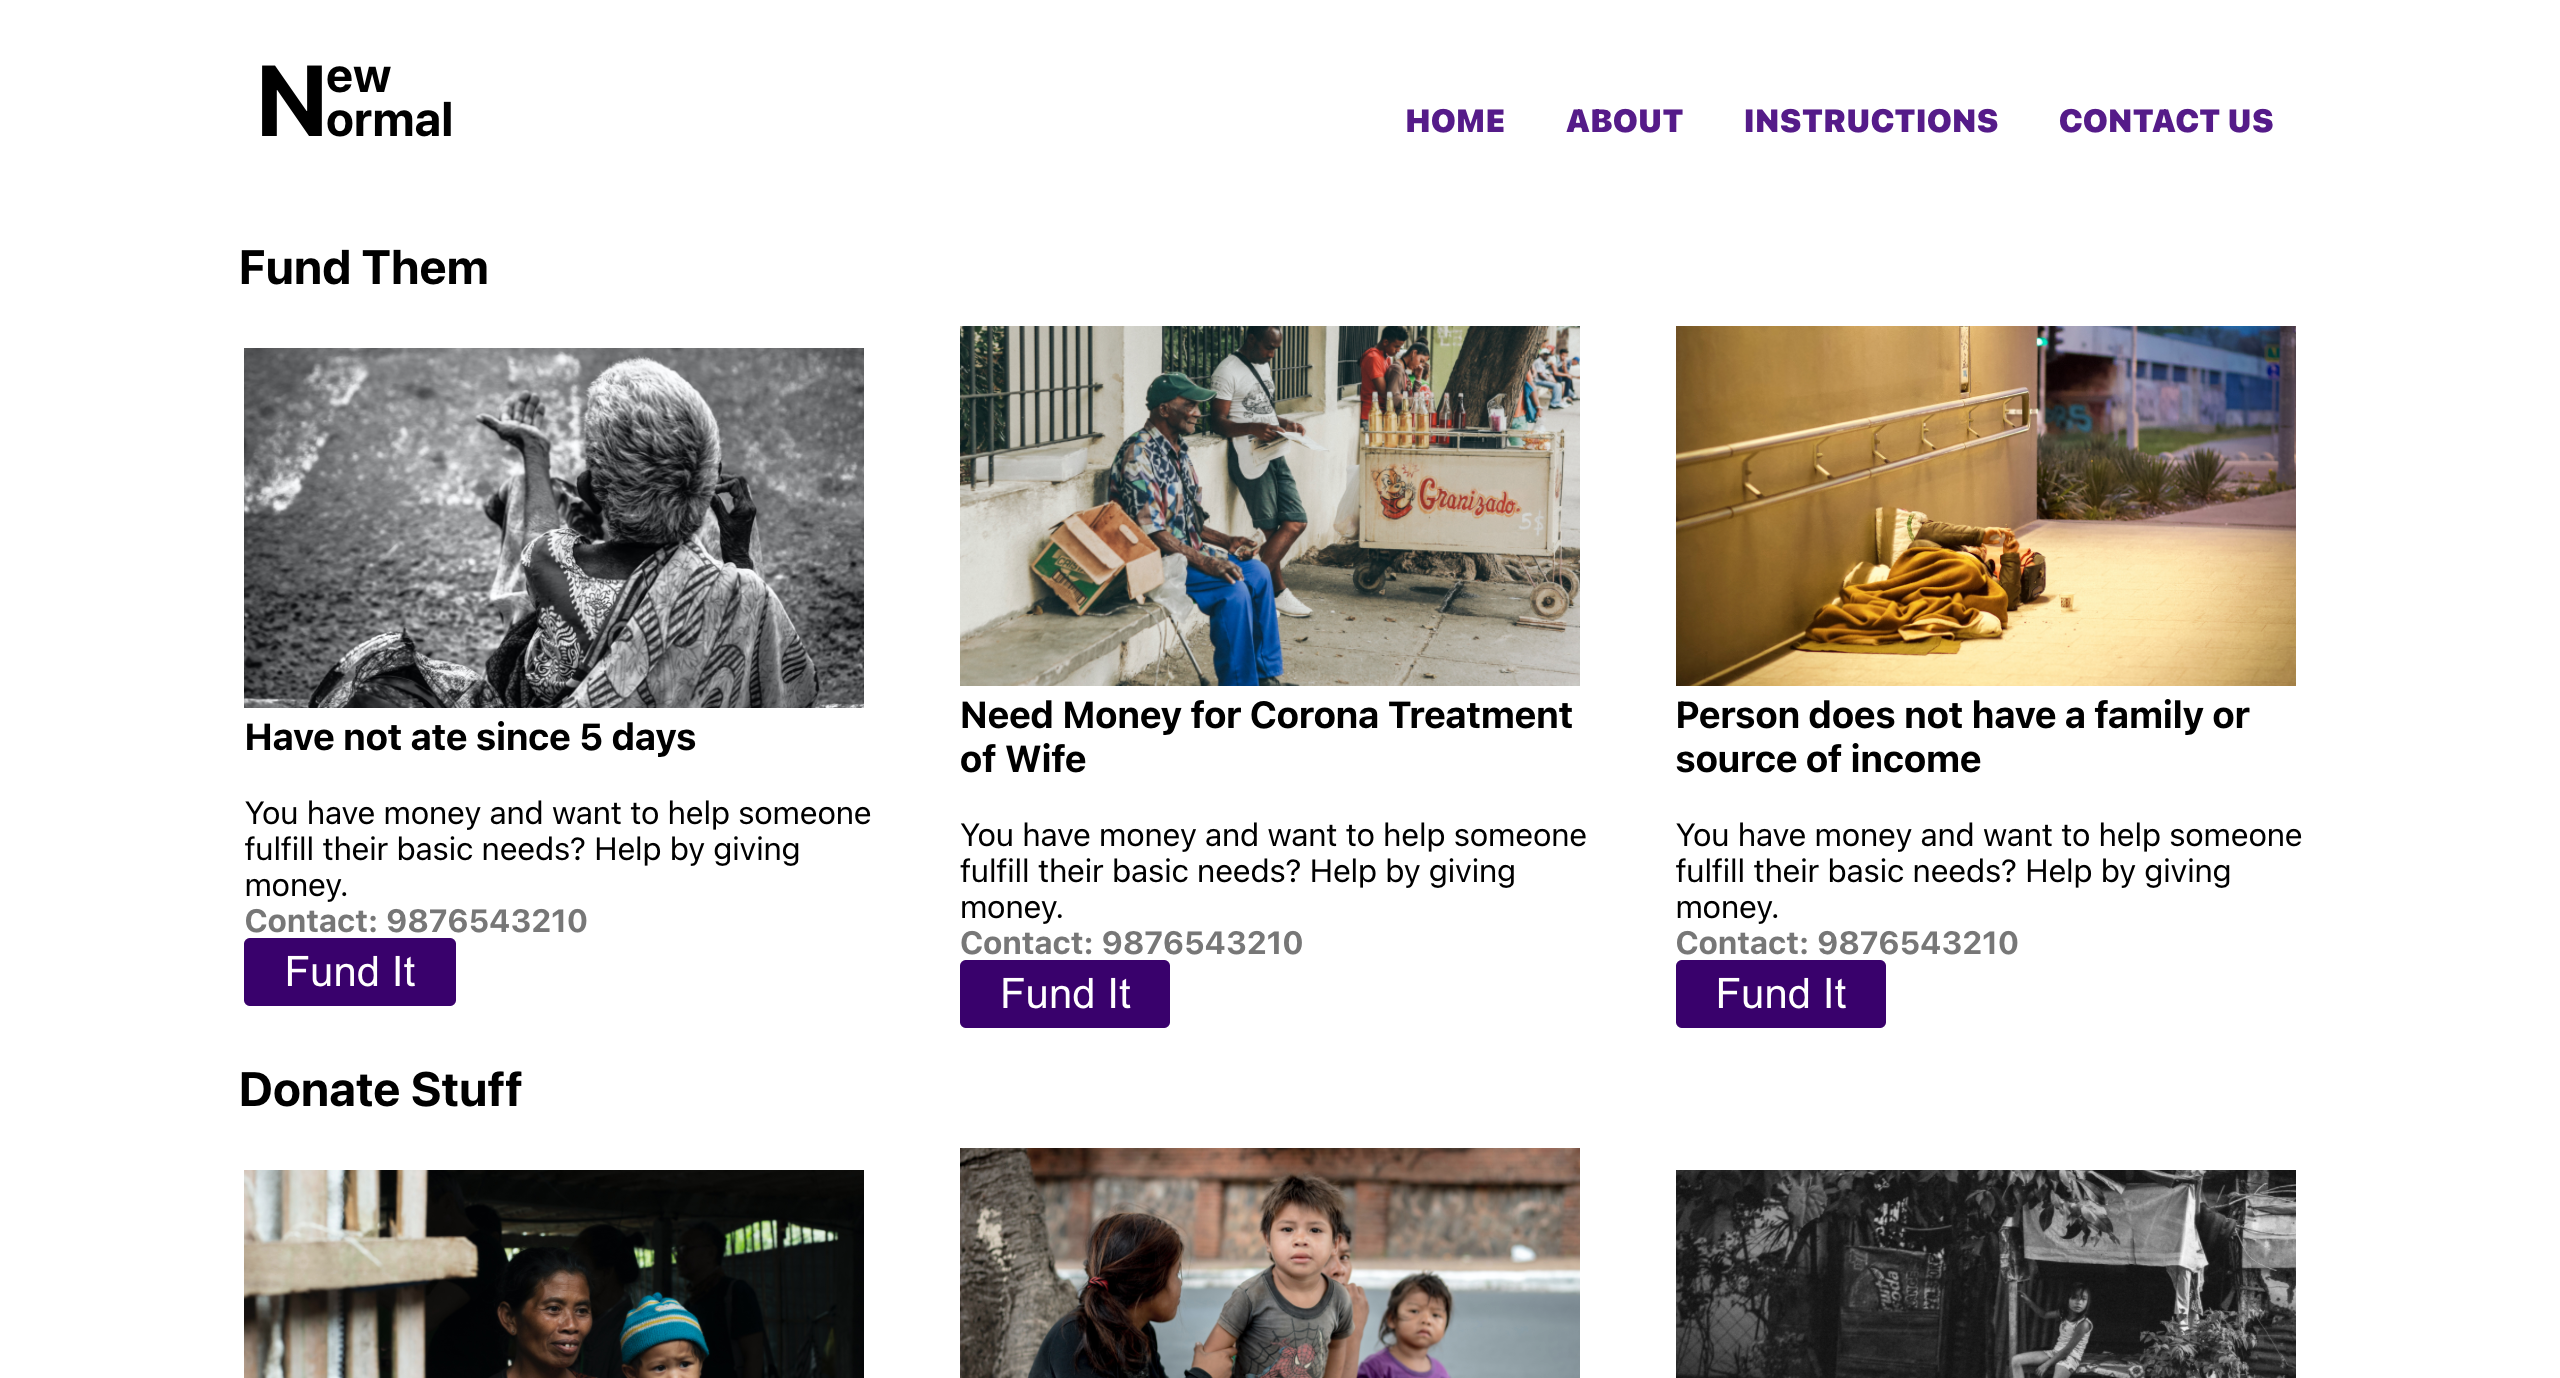 New
Normal
HOME ABOUT INSTRUCTIONS CONTACT US
Fund Them
Granizado.
5$
Have not ate since 5 days
You have money and want to help someone
fulfill their basic needs? Help by giving
money.
Contact: 9876543210
Fund It
Need Money for Corona Treatment
of Wife
You have money and want to help someone
fulfill their basic needs? Help by giving
money.
Contact: 9876543210
Fund It
Person does not have a family or
source of income
You have money and want to help someone
fulfill their basic needs? Help by giving
money.
Contact: 9876543210
Fund It
Donate Stuff